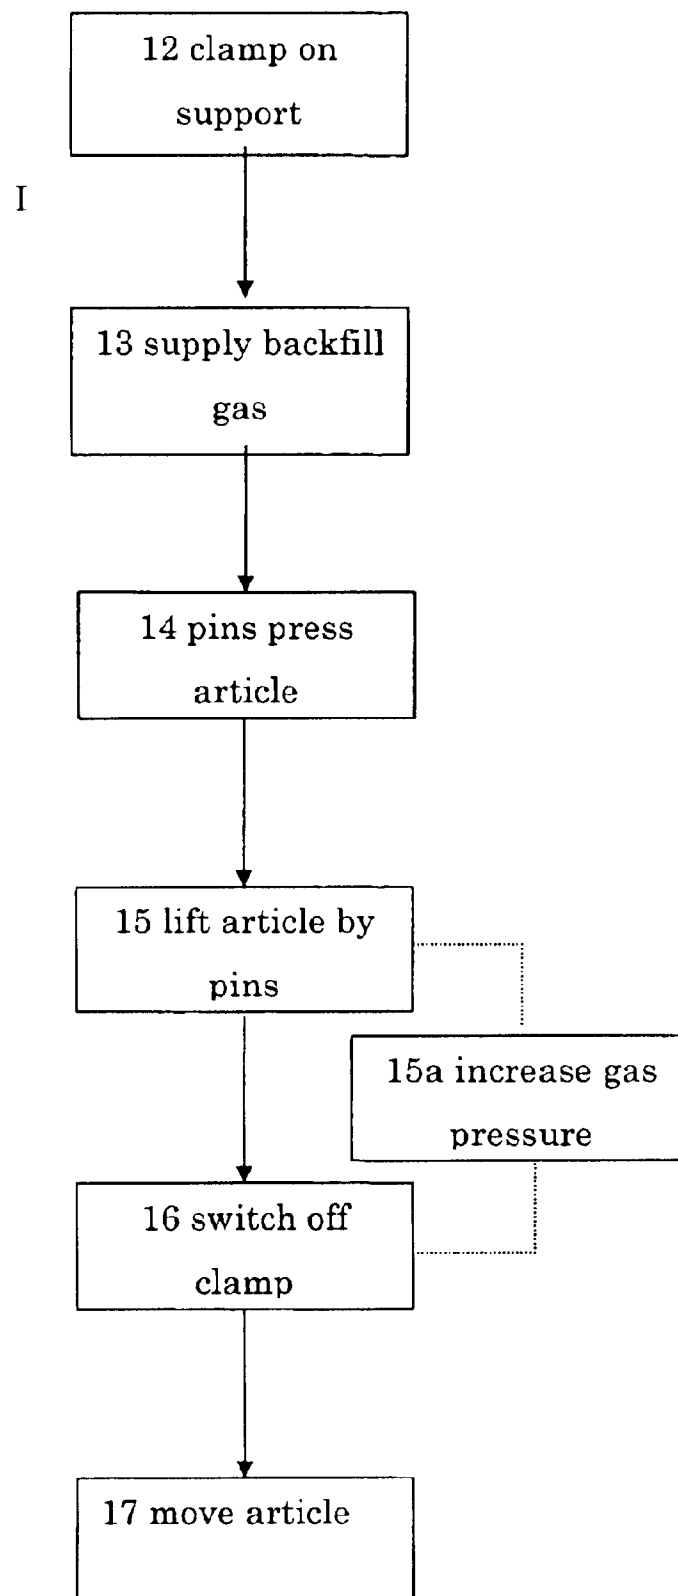 12 clamp on
support
I
13 supply backfill
gas
14 pins press
article
15 lift article by
pins
15a increase gas
pressure
16 switch off
clamp
17 move article